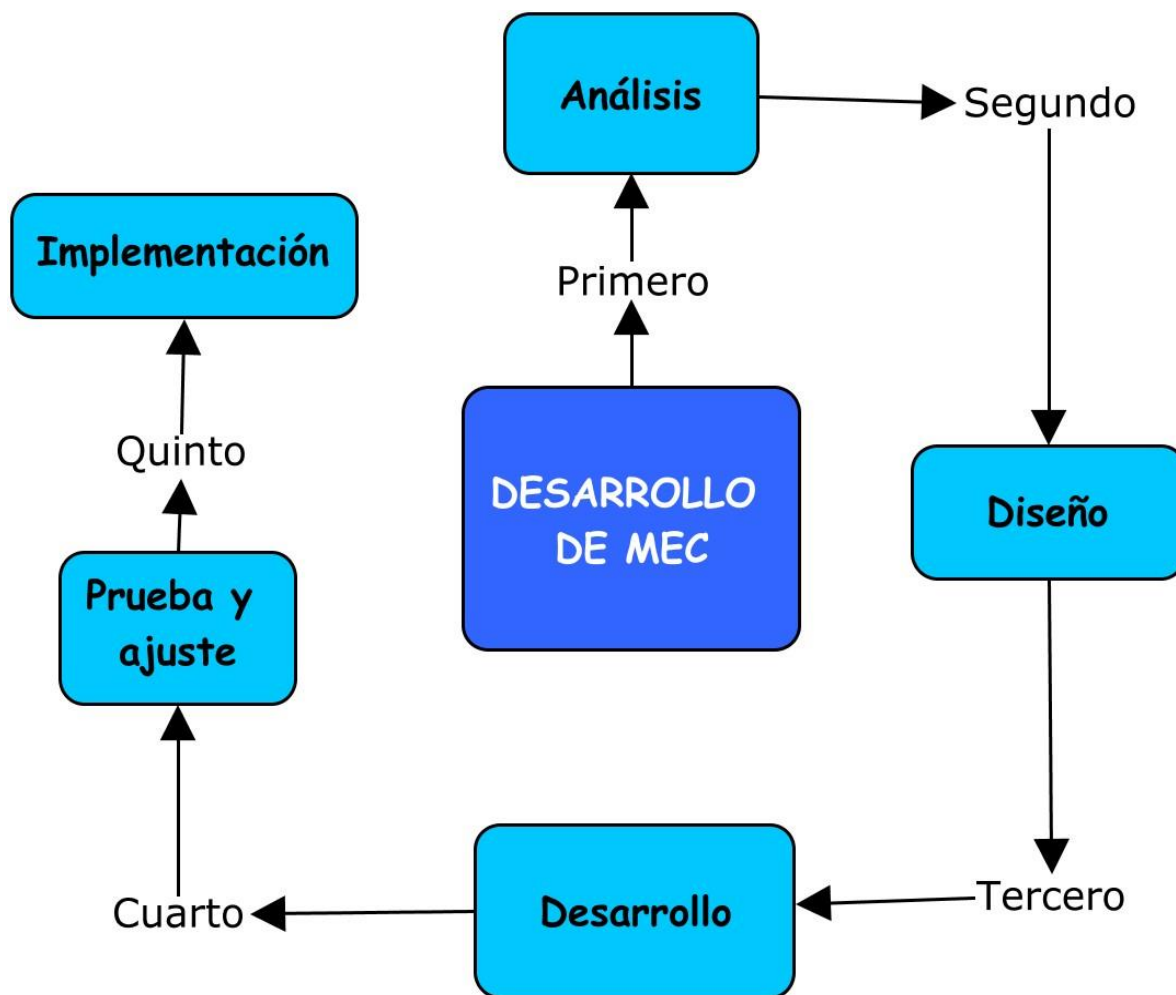 DESARROLLO
DE MEC
Primero
Análisis
Segundo
Diseño
Tercero
Desarrollo
Cuarto
Prueba y
ajuste
Quinto
Implementación